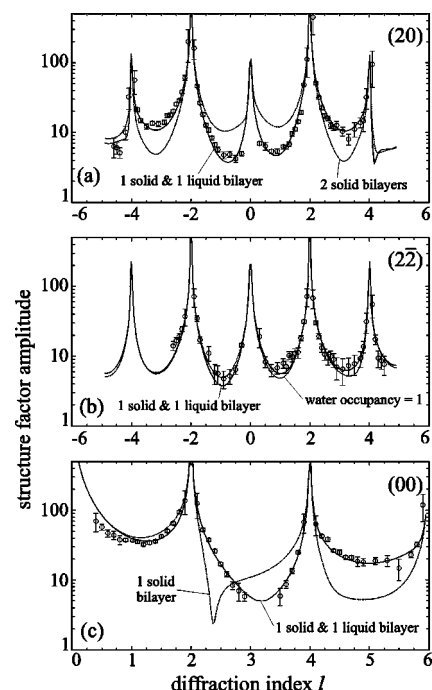 structure factor amplitude
100
10
1
(20)
(a)
1 solid & 1 liquid bilayer
2 solid bilayers
-6 -4 -2 0 2 4 6
100
10
1
(22̅)
(b)
1 solid & 1 liquid bilayer
water occupancy = 1
-6 -4 -2 0 2 4 6
100
10
1
(00)
(c)
1 solid
bilayer
1 solid & 1 liquid bilayer
0 1 2 3 4 5 6
diffraction index l